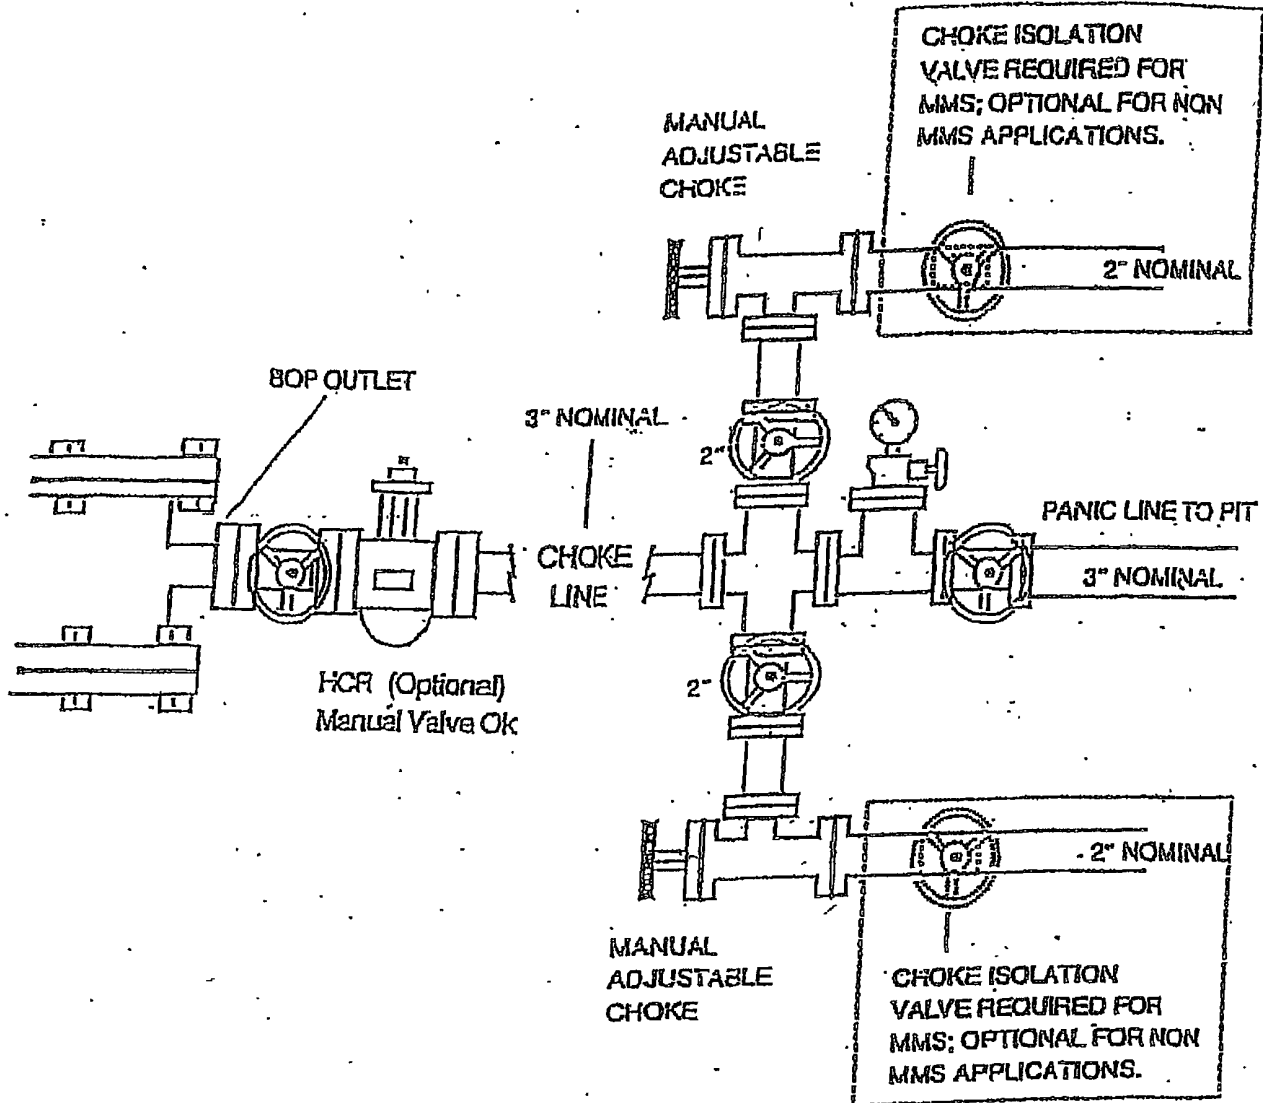 CHOKE ISOLATION
VALVE REQUIRED FOR
MMS; OPTIONAL FOR NON
MMS APPLICATIONS.
MANUAL
ADJUSTABLE
CHOKE
2" NOMINAL
BOP OUTLET
3" NOMINAL
2"
PANIC LINE TO PIT
CHOKE
LINE
3" NOMINAL
HCR (Optional)
Manual Valve Ok
2"
2" NOMINAL
MANUAL
ADJUSTABLE
CHOKE
CHOKE ISOLATION
VALVE REQUIRED FOR
MMS; OPTIONAL FOR NON
MMS APPLICATIONS.